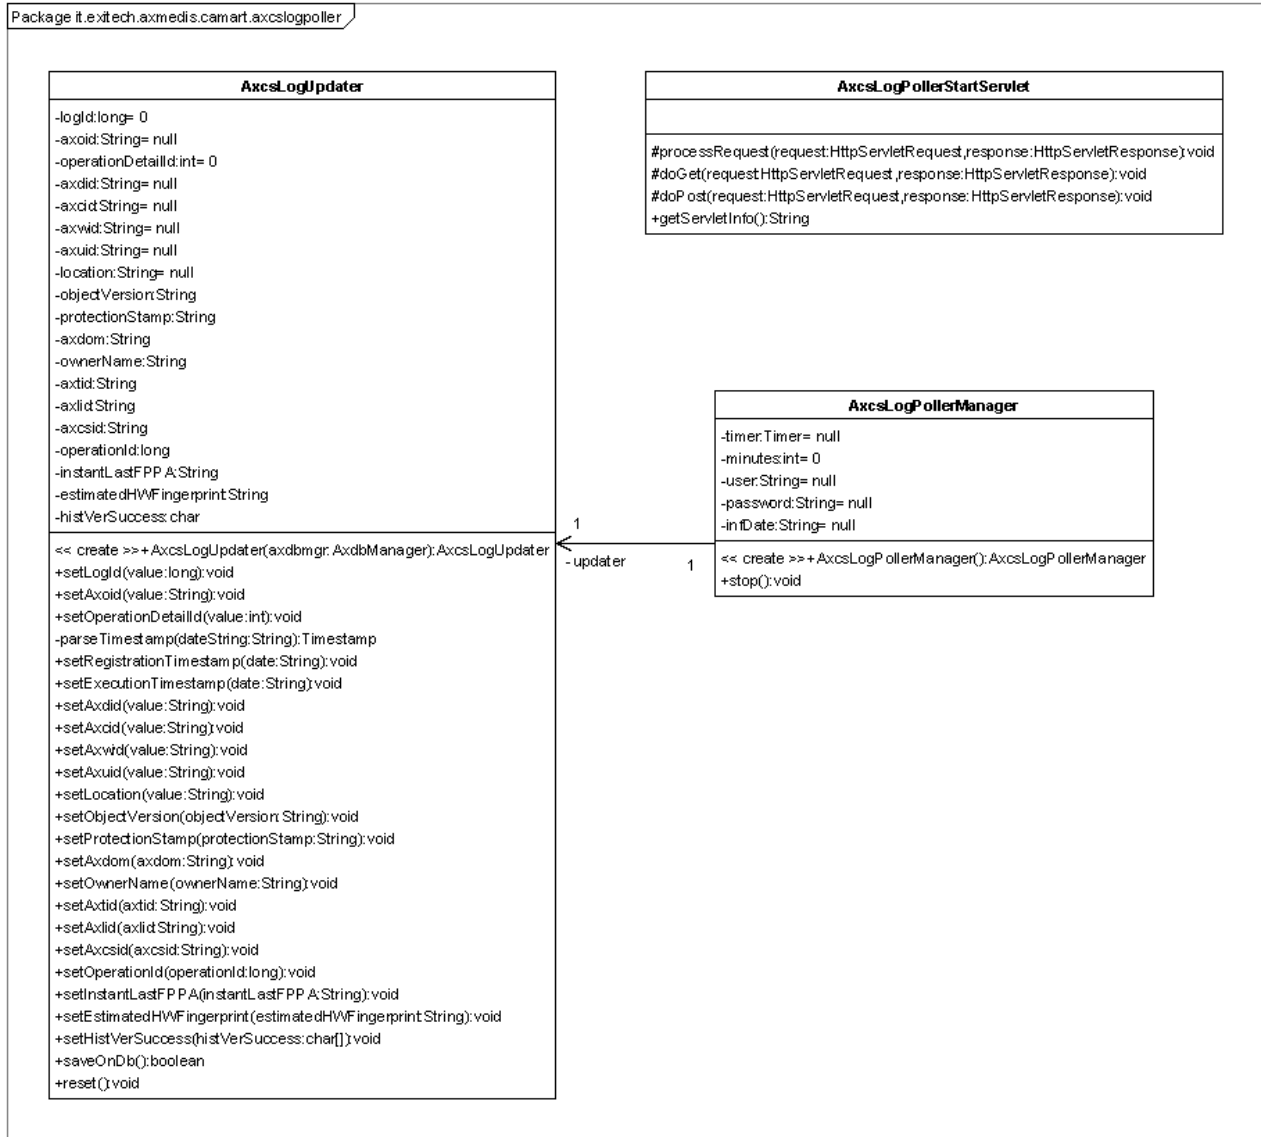 Package it.exitech.axmedis.camart.axcslogpoller
AxcsLogUpdater
-logId:long= 0
-axoid:String= null
-operationDetailId:int= 0
-axdid:String= null
-axcid:String= null
-axwid:String= null
-axuid:String= null
-location:String= null
-objectVersion:String
-protectionStamp:String
-axdom:String
-ownerName:String
-axtid:String
-axlid:String
-axcsid:String
-operationId:long
-instantLastFPPA:String
-estimatedHWFingerprint:String
-histVerSuccess:char
<< create >>+AxcsLogUpdater(axdbmgr:AxdbManager):AxcsLogUpdater
+setLogId(value:long):void
+setAxoid(value:String):void
+setOperationDetailId(value:int):void
-parseTimestamp(dateString:String):Timestamp
+setRegistrationTimestamp(date:String):void
+setExecutionTimestamp(date:String):void
+setAxdid(value:String):void
+setAxcid(value:String):void
+setAxwid(value:String):void
+setAxuid(value:String):void
+setLocation(value:String):void
+setObjectVersion(objectVersion:String):void
+setProtectionStamp(protectionStamp:String):void
+setAxdom(axdom:String):void
+setOwnerName(ownerName:String):void
+setAxtid(axtid:String):void
+setAxlid(axlid:String):void
+setAxcsid(axcsid:String):void
+setOperationId(operationId:long):void
+setInstantLastFPPA(instantLastFPPA:String):void
+setEstimatedHWFingerprint(estimatedHWFingerprint:String):void
+setHistVerSuccess(histVerSuccess:char[]):void
+saveOnDb():boolean
+reset():void
AxcsLogPollerStartServlet
#processRequest(request:HttpServletRequest,response:HttpServletResponse):void
#doGet(request:HttpServletRequest,response:HttpServletResponse):void
#doPost(request:HttpServletRequest,response:HttpServletResponse):void
+getServletInfo():String
1
-updater
1
AxcsLogPollerManager
-timer:Timer= null
-minutes:int= 0
-user:String= null
-password:String= null
-infDate:String= null
<< create >>+AxcsLogPollerManager():AxcsLogPollerManager
+stop():void